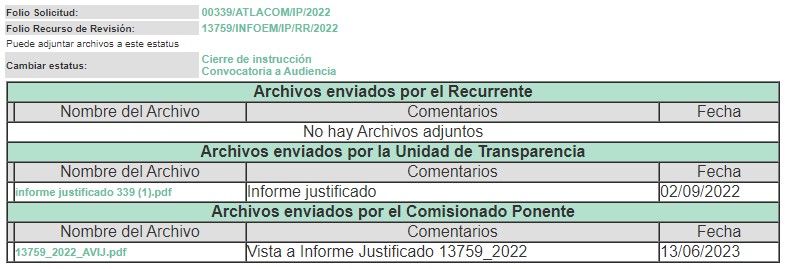 Folio Solicitud: 00339/ATLACOM/IP/2022
Folio Recurso de Revisión: 13759/INFOEM/IP/RR/2022
Puede adjuntar archivos a este estatus
Cambiar estatus: Cierre de instrucción
Convocatoria a Audiencia
Archivos enviados por el Recurrente
Nombre del Archivo Comentarios Fecha
No hay Archivos adjuntos
Archivos enviados por la Unidad de Transparencia
Nombre del Archivo Comentarios Fecha
informe justificado 339 (1).pdf Informe justificado 02/09/2022
Archivos enviados por el Comisionado Ponente
Nombre del Archivo Comentarios Fecha
13759_2022_AVIJ.pdf Vista a Informe Justificado 13759_2022 13/06/2023